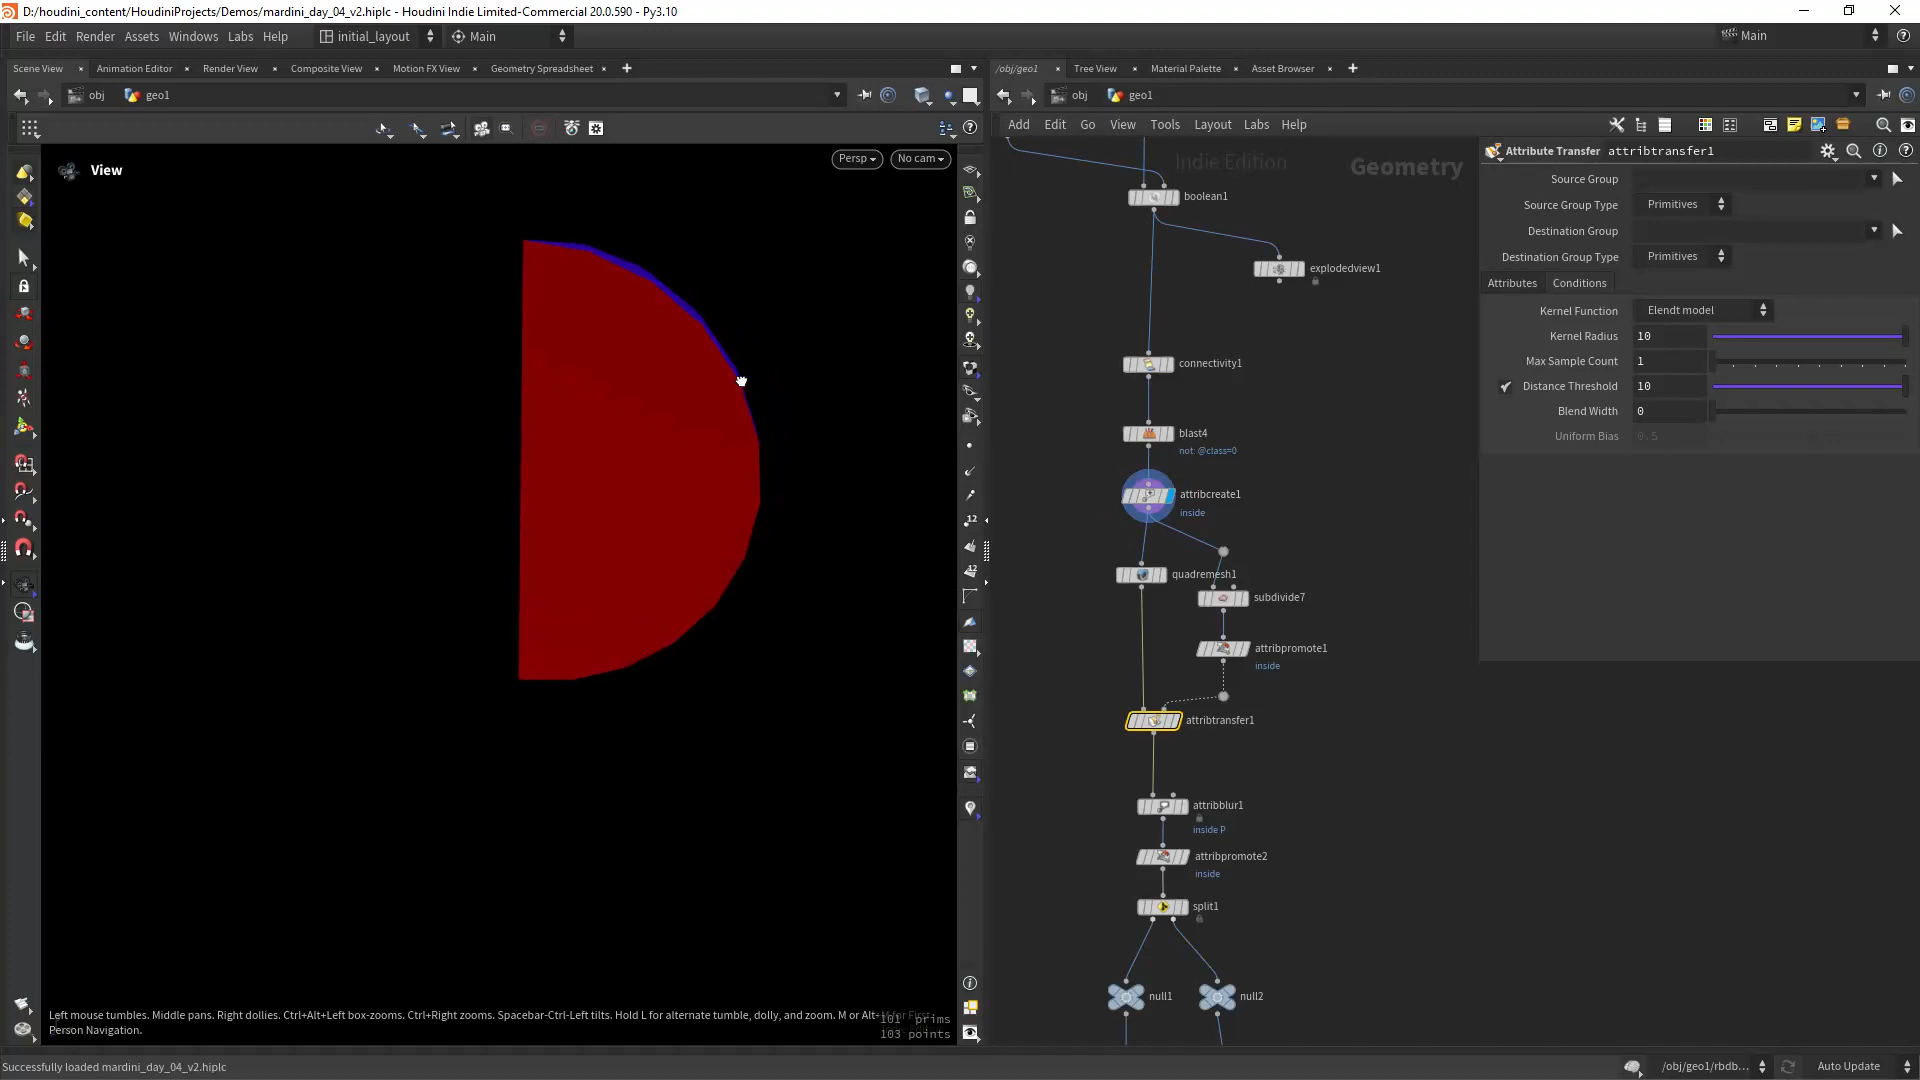 D:/houdini_content/HoudiniProjects/Demos/mardini_day_04_v2.hiplc - Houdini Indie Limited-Commercial 20.0.590 - Py3.10
File Edit Render Assets Windows Labs Help initial_layout Main Main
Scene View Animation Editor Render View Composite View Motion FX View Geometry Spreadsheet
/obj/geo1 Tree View Material Palette Asset Browser
obj geo1
obj geo1
Add Edit Go View Tools Layout Labs Help
View
Persp
No cam
Indie Edition
Geometry
boolean1
explodedview1
connectivity1
blast4
not: @class=0
attribcreate1
inside
quadremesh1
subdivide7
attribpromote1
inside
attribtransfer1
attribblur1
inside P
attribpromote2
inside
split1
null1
null2
Attribute Transfer attribtransfer1
Source Group
Source Group Type Primitives
Destination Group
Destination Group Type Primitives
Attributes Conditions
Kernel Function Elendt model
Kernel Radius 10
Max Sample Count 1
Distance Threshold 10
Blend Width 0
Uniform Bias 0.5
12
12
Left mouse tumbles. Middle pans. Right dollies. Ctrl+Alt+Left box-zooms. Ctrl+Right zooms. Spacebar-Ctrl-Left tilts. Hold L for alternate tumble, dolly, and zoom. M or Alt+M for First
Person Navigation.
101 prims
103 points
Successfully loaded mardini_day_04_v2.hiplc
/obj/geo1/rbdb...
Auto Update